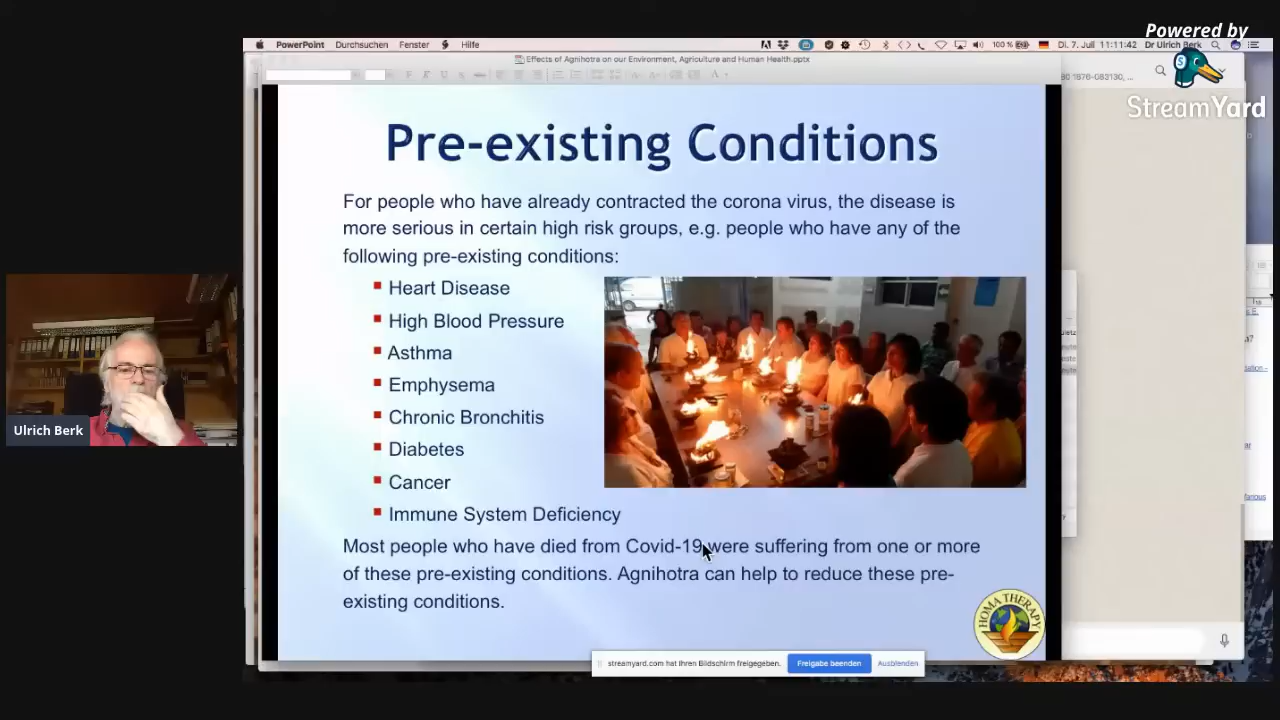 Powered by
StreamYard
PowerPoint Durchsuchen Fenster Hilfe
100 % Di. 7. Juli 11:11:42 Dr Ulrich Berk
Effects of Agnihotra on our Environment, Agriculture and Human Health.pptx
Pre-existing Conditions
For people who have already contracted the corona virus, the disease is
more serious in certain high risk groups, e.g. people who have any of the
following pre-existing conditions:
Heart Disease
High Blood Pressure
Asthma
Emphysema
Chronic Bronchitis
Diabetes
Cancer
Immune System Deficiency
Most people who have died from Covid-19 were suffering from one or more
of these pre-existing conditions. Agnihotra can help to reduce these pre-
existing conditions.
HOMA THERAPY
Ulrich Berk
streamyard.com hat Ihren Bildschirm freigegeben.
Freigabe beenden
Ausblenden